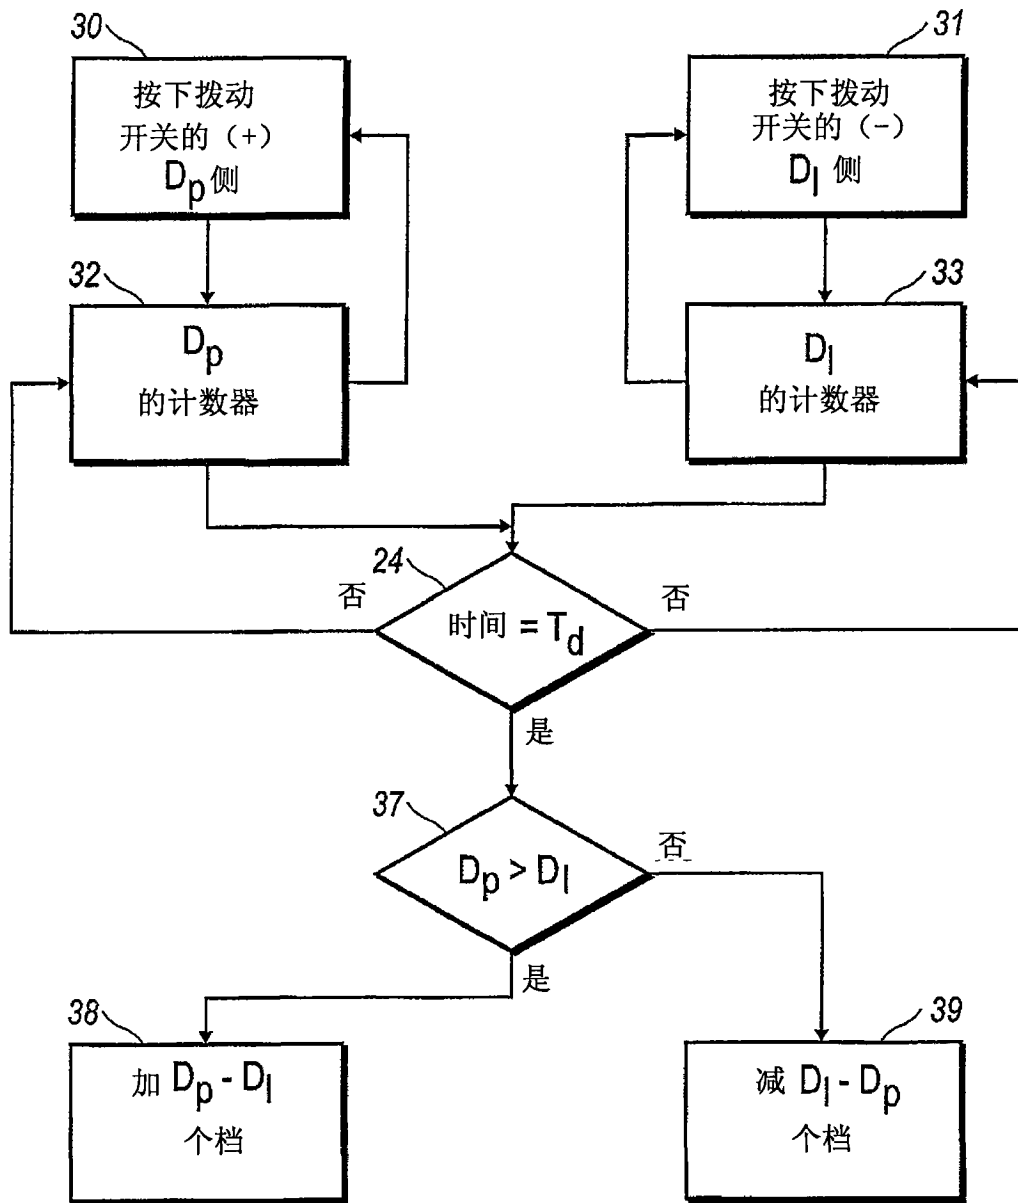 30
按下拨动
开关的（+）
Dp 侧
31
按下拨动
开关的（-）
Dl 侧
32
Dp
的计数器
33
Dl
的计数器
24
否
时间 = Td
否
是
37
Dp > Dl
否
是
38
加 Dp - Dl
个档
39
减 Dl - Dp
个档